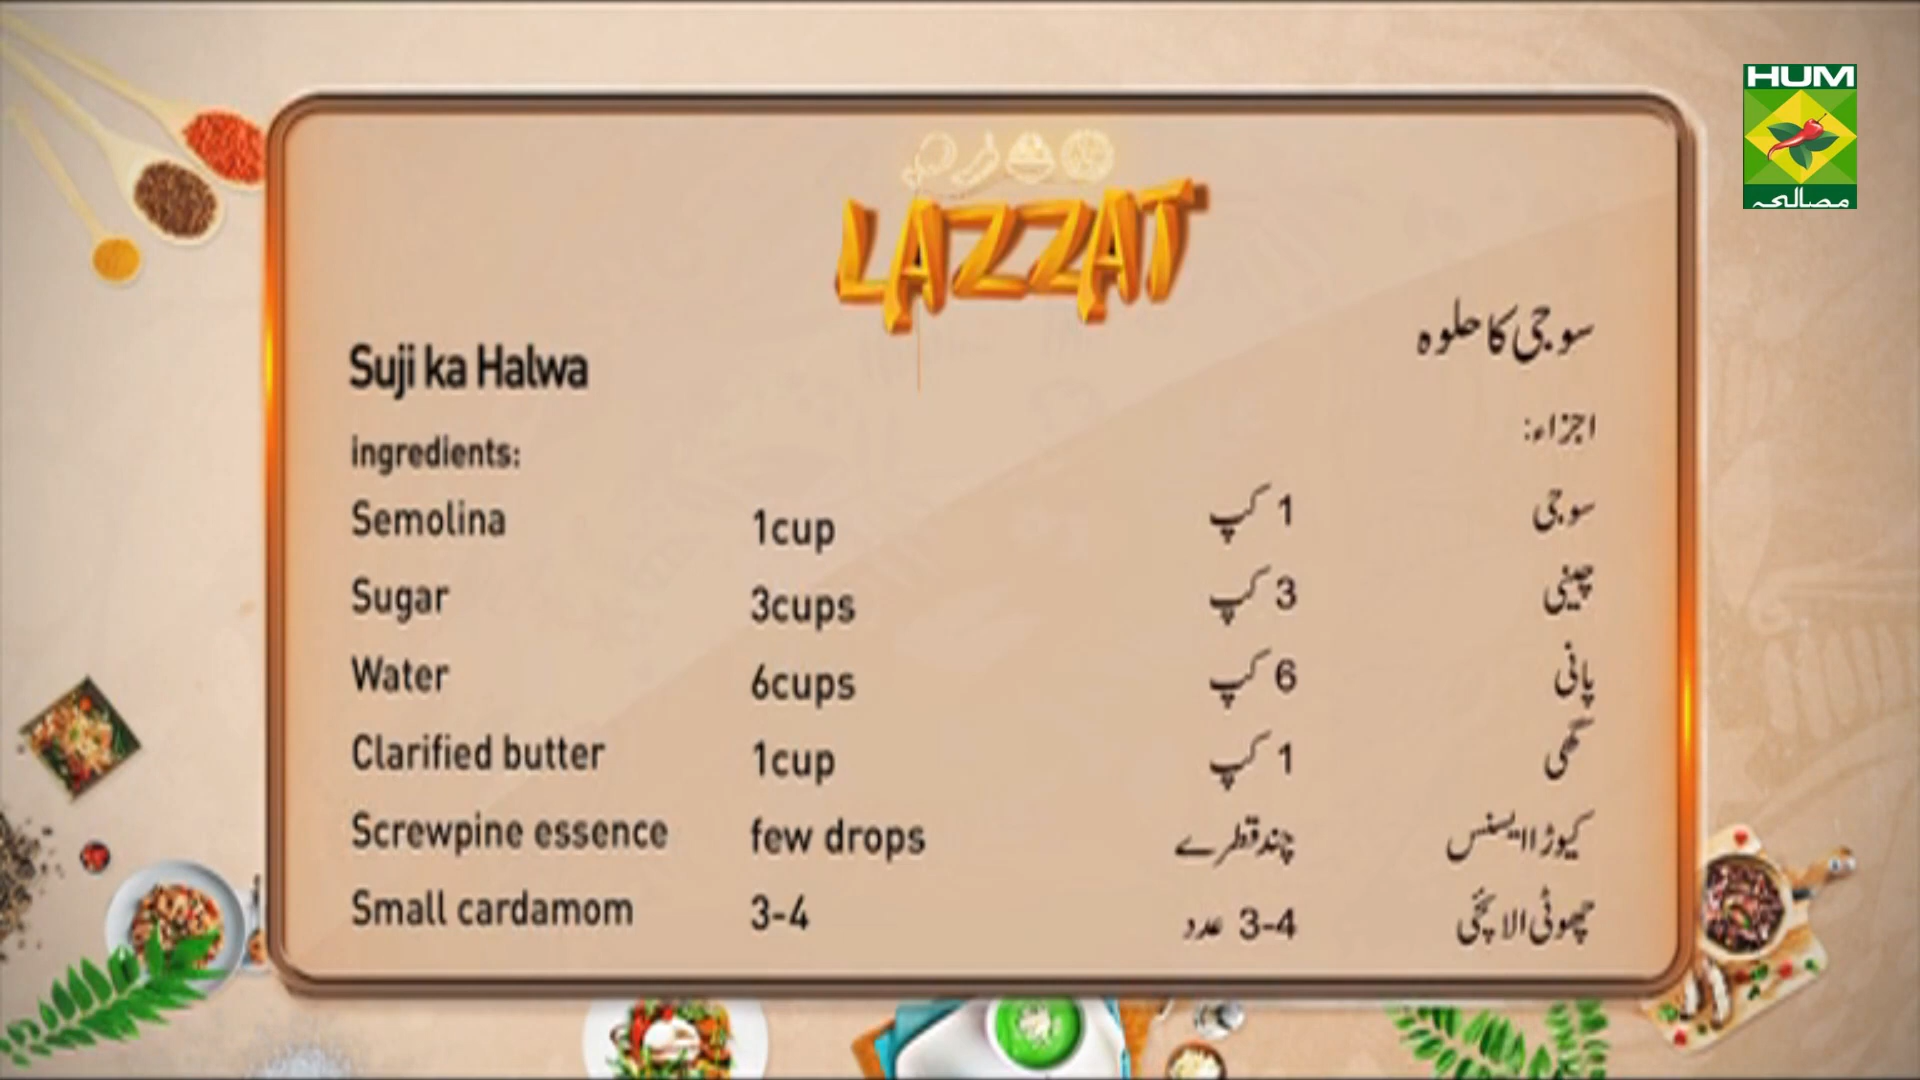 HUM
مصالحہ
LAZZAT
Suji ka Halwa
سوجی کا حلوہ
ingredients:
اجزاء:
Semolina 1cup
1 کپ سوجی
Sugar 3cups
3 کپ چینی
Water 6cups
6 کپ پانی
Clarified butter 1cup
1 کپ گھی
Screwpine essence few drops
چند قطرے کیوڑا ایسنس
Small cardamom 3-4
3-4 عدد چھوٹی الائچی